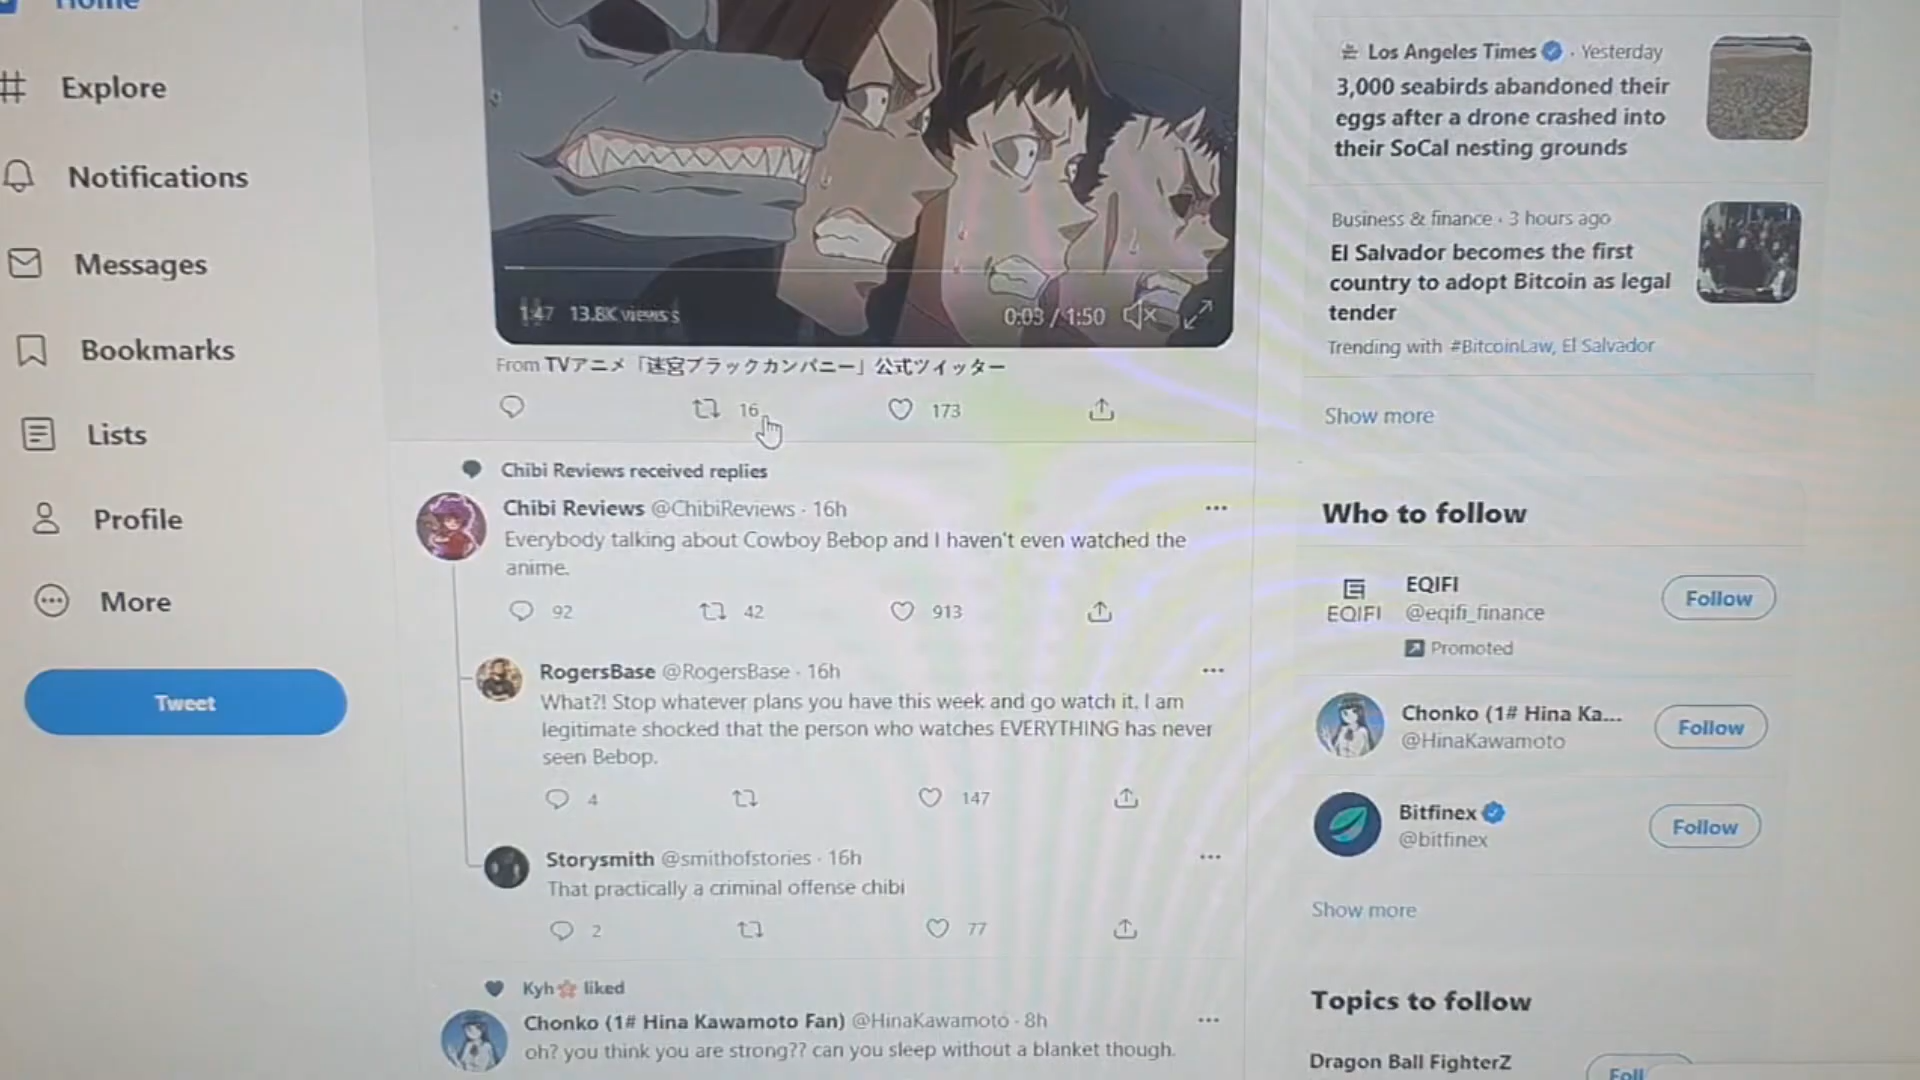 Home
Explore
Notifications
Messages
Bookmarks
Lists
Profile
More
Tweet
13.8K views
0:03 / 1:50
From TVアニメ「迷宮ブラックカンパニー」公式ツイッター
16
173
Chibi Reviews received replies
Chibi Reviews @ChibiReviews · 16h
Everybody talking about Cowboy Bebop and I haven't even watched the
anime.
92
42
913
RogersBase @RogersBase · 16h
What?! Stop whatever plans you have this week and go watch it, I am
legitimate shocked that the person who watches EVERYTHING has never
seen Bebop.
4
147
Storysmith @smithofstories · 16h
That practically a criminal offense chibi
2
77
Kyh liked
Chonko (1# Hina Kawamoto Fan) @HinaKawamoto · 8h
oh? you think you are strong?? can you sleep without a blanket though.
Los Angeles Times · Yesterday
3,000 seabirds abandoned their
eggs after a drone crashed into
their SoCal nesting grounds
Business & finance · 3 hours ago
El Salvador becomes the first
country to adopt Bitcoin as legal
tender
Trending with #BitcoinLaw, El Salvador
Show more
Who to follow
EQIFI
EQIFI
@eqifi_finance
Follow
Promoted
Chonko (1# Hina Ka...
@HinaKawamoto
Follow
Bitfinex
@bitfinex
Follow
Show more
Topics to follow
Dragon Ball FighterZ